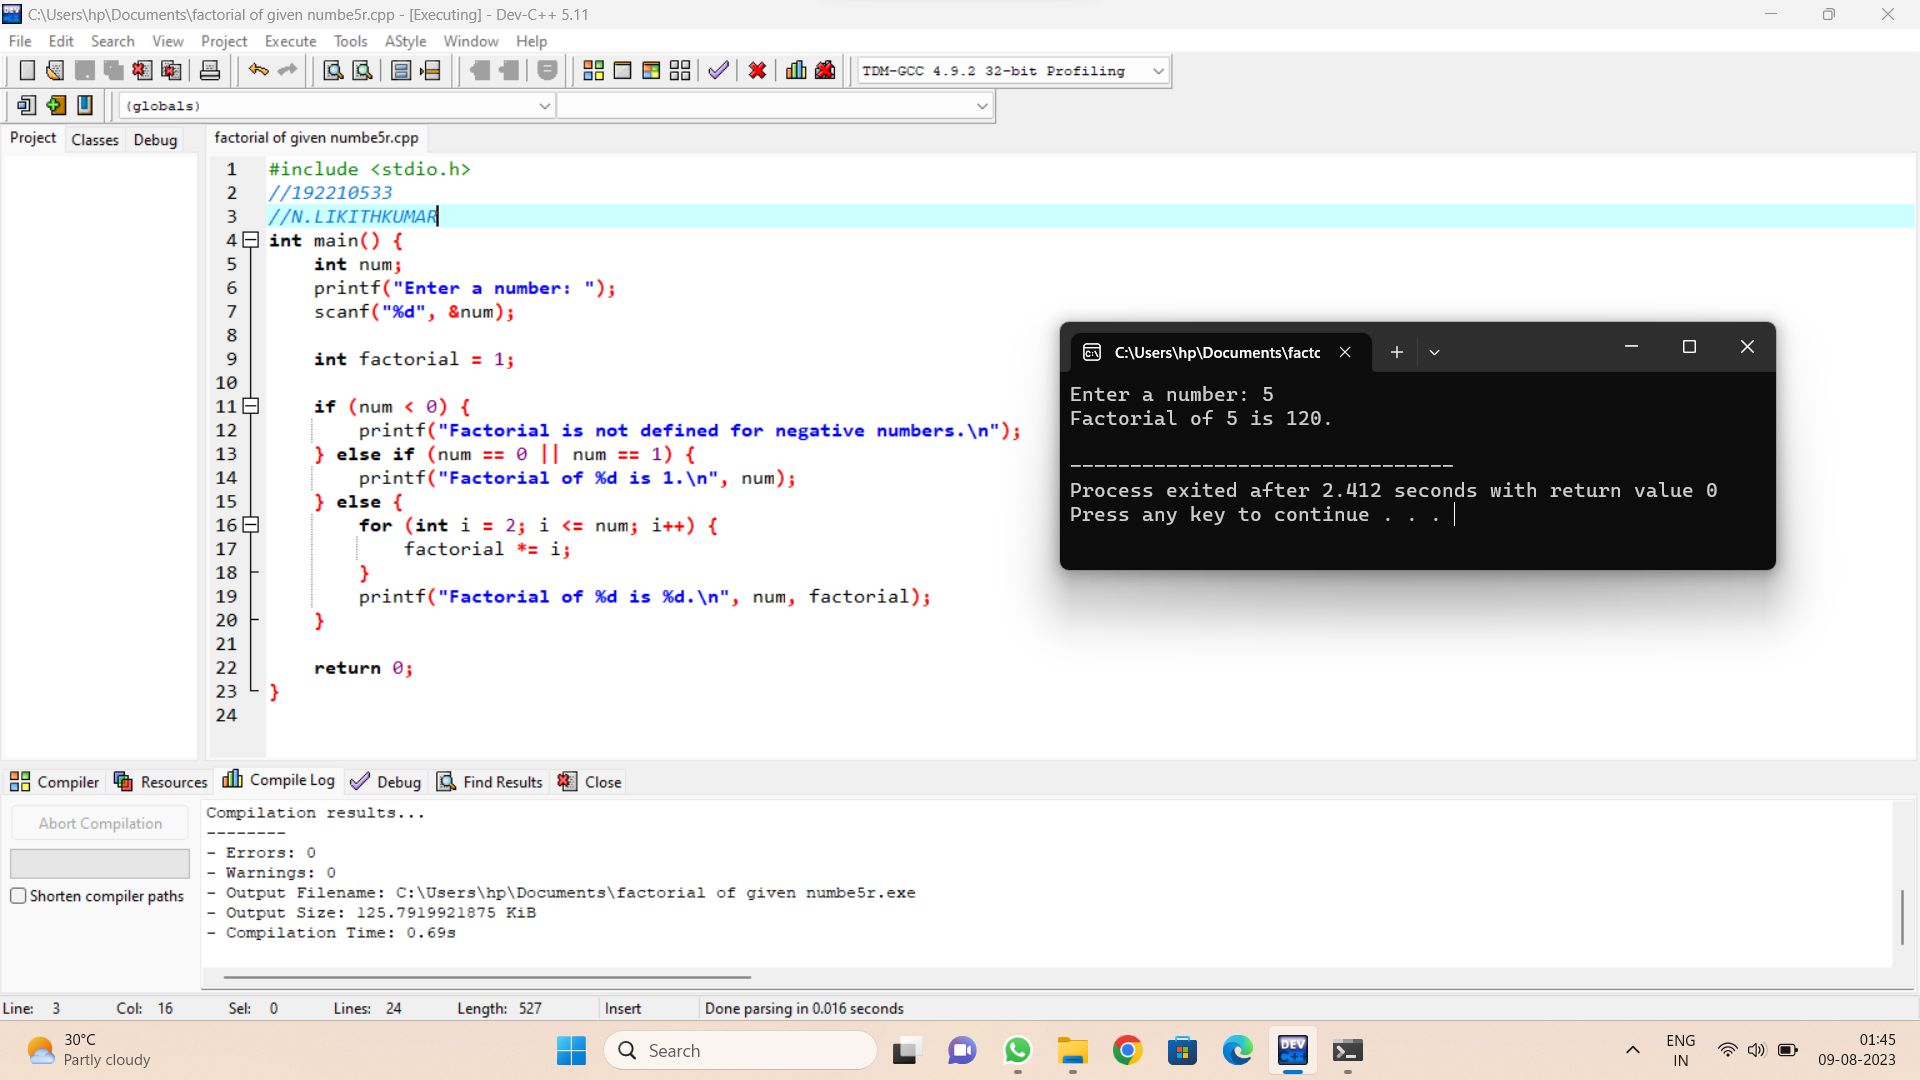 C:\Users\hp\Documents\factorial of given numbe5r.cpp - [Executing] - Dev-C++ 5.11
File Edit Search View Project Execute Tools AStyle Window Help
TDM-GCC 4.9.2 32-bit Profiling
(globals)
Project Classes Debug
factorial of given numbe5r.cpp
1 #include <stdio.h>
2 //192210533
3 //N.LIKITHKUMAR
4 int main() {
5 int num;
6 printf("Enter a number: ");
7 scanf("%d", &num);
8
9 int factorial = 1;
10
11 if (num < 0) {
12 printf("Factorial is not defined for negative numbers.\n");
13 } else if (num == 0 || num == 1) {
14 printf("Factorial of %d is 1.\n", num);
15 } else {
16 for (int i = 2; i <= num; i++) {
17 factorial *= i;
18 }
19 printf("Factorial of %d is %d.\n", num, factorial);
20 }
21
22 return 0;
23 }
24
C:\Users\hp\Documents\factc
Enter a number: 5
Factorial of 5 is 120.
--------------------------------
Process exited after 2.412 seconds with return value 0
Press any key to continue . . .
Compiler Resources Compile Log Debug Find Results Close
Abort Compilation
Shorten compiler paths
Compilation results...
--------
- Errors: 0
- Warnings: 0
- Output Filename: C:\Users\hp\Documents\factorial of given numbe5r.exe
- Output Size: 125.7919921875 KiB
- Compilation Time: 0.69s
Line: 3 Col: 16 Sel: 0 Lines: 24 Length: 527 Insert Done parsing in 0.016 seconds
30°C
Partly cloudy
Search
DEV
C++
ENG
IN
01:45
09-08-2023